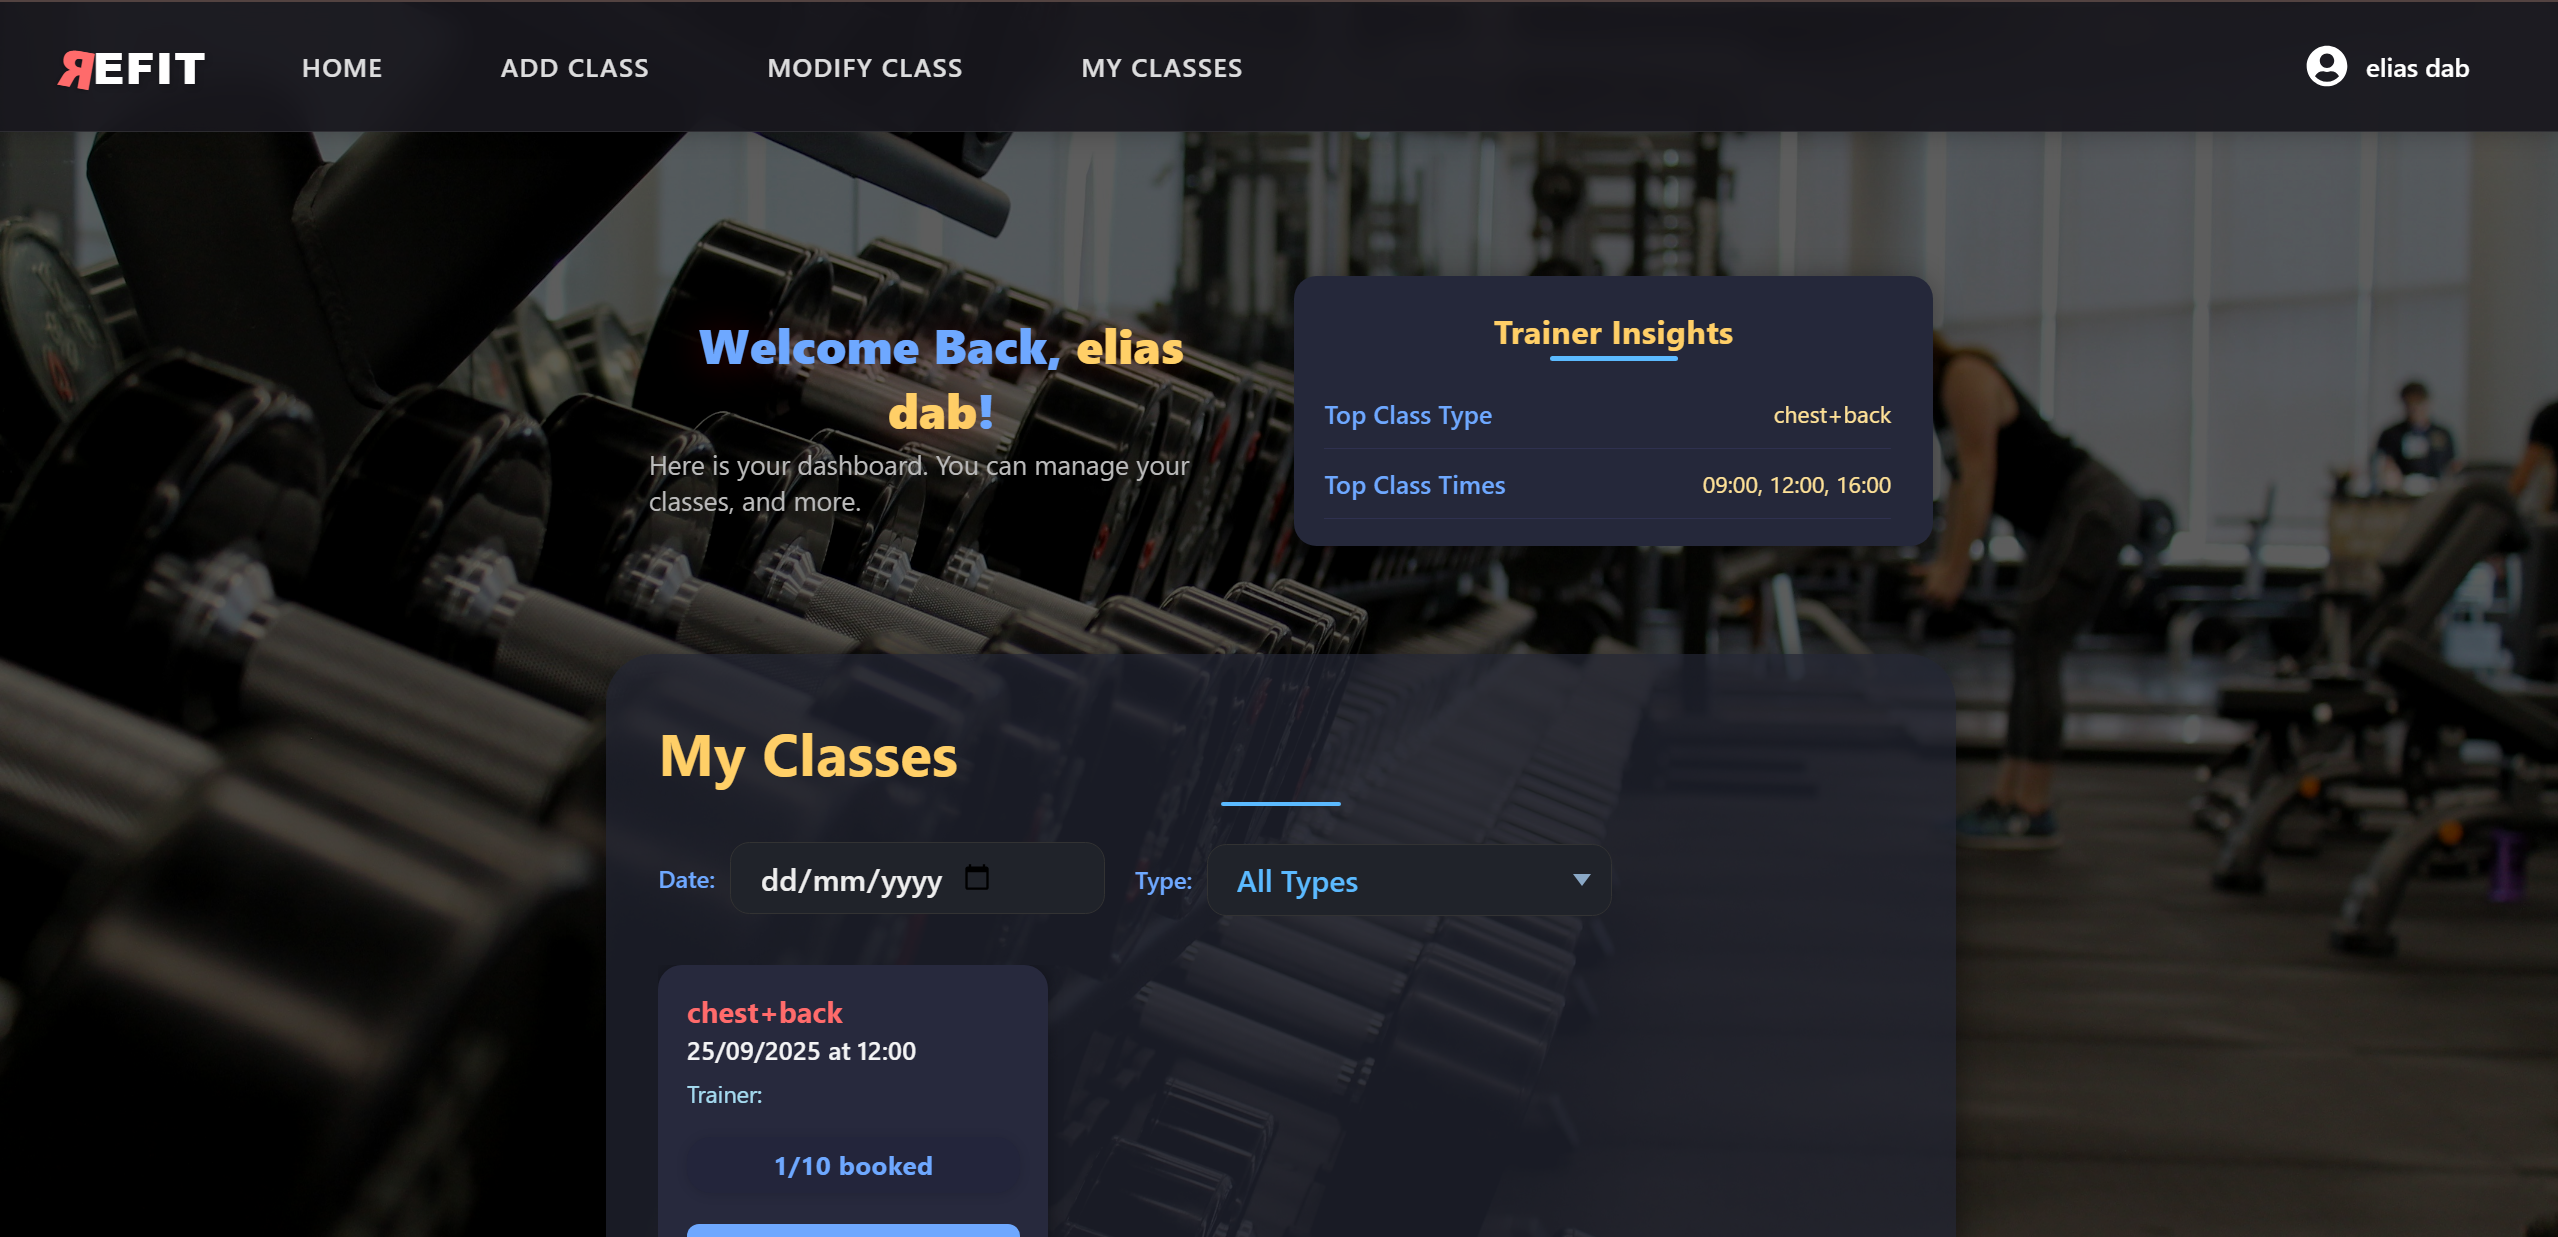 REFIT HOME ADD CLASS MODIFY CLASS MY CLASSES elias dab
Welcome Back, elias
dab!
Here is your dashboard. You can manage your
classes, and more.
Trainer Insights
Top Class Type chest+back
Top Class Times 09:00, 12:00, 16:00
My Classes
Date: dd/mm/yyyy Type: All Types
chest+back
25/09/2025 at 12:00
Trainer:
1/10 booked